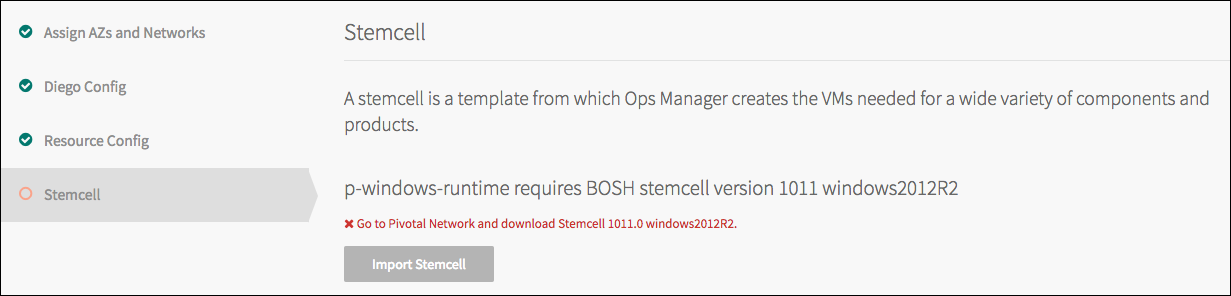 Assign AZs and Networks
Diego Config
Resource Config
Stemcell
Stemcell
A stemcell is a template from which Ops Manager creates the VMs needed for a wide variety of components and
products.
p-windows-runtime requires BOSH stemcell version 1011 windows2012R2
Go to Pivotal Network and download Stemcell 1011.0 windows2012R2.
Import Stemcell